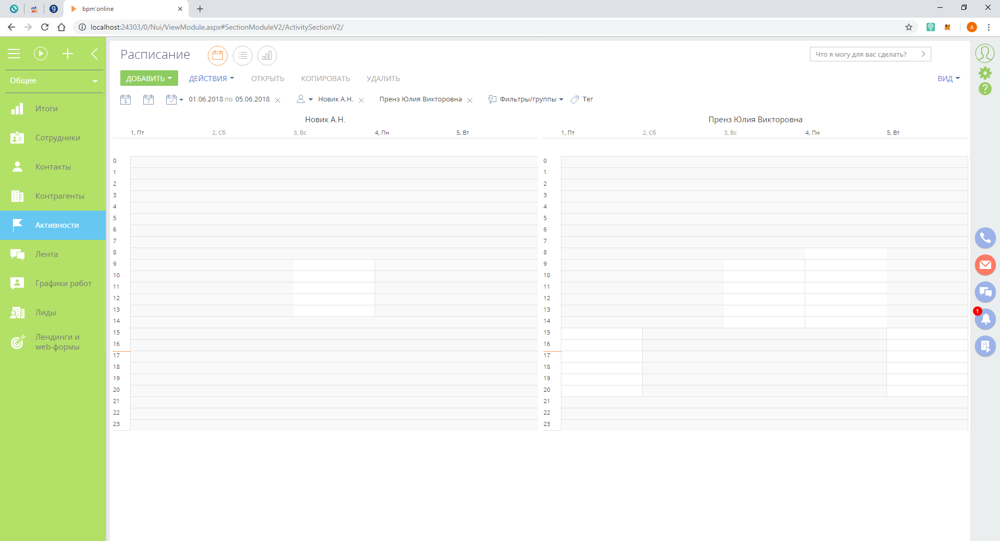 bpm'online
localhost:24303/0/Nui/ViewModule.aspx#SectionModuleV2/ActivitySectionV2/
A
Расписание
Что я могу для вас сделать?
Общее
ДОБАВИТЬ ДЕЙСТВИЯ ОТКРЫТЬ КОПИРОВАТЬ УДАЛИТЬ ВИД
1 7 01.06.2018 по 05.06.2018 Новик А.Н. Пренз Юлия Викторовна Фильтры/группы Тег
Итоги
Сотрудники
Контакты
Контрагенты
Активности
Лента
Графики работ
Лиды
Лендинги и
web-формы
Новик А.Н.
1, Пт 2, Сб 3, Вс 4, Пн 5, Вт
0
1
2
3
4
5
6
7
8
9
10
11
12
13
14
15
16
17
18
19
20
21
22
23
Пренз Юлия Викторовна
1, Пт 2, Сб 3, Вс 4, Пн 5, Вт
0
1
2
3
4
5
6
7
8
9
10
11
12
13
14
15
16
17
18
19
20
21
22
23
?
1